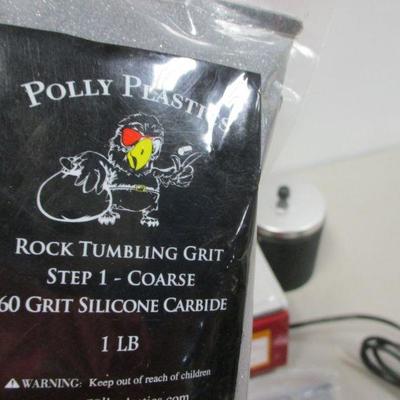 POLLY PLASTICS
ROCK TUMBLING GRIT
STEP 1 - COARSE
60 GRIT SILICONE CARBIDE
1 LB
⚠WARNING: Keep out of reach of children